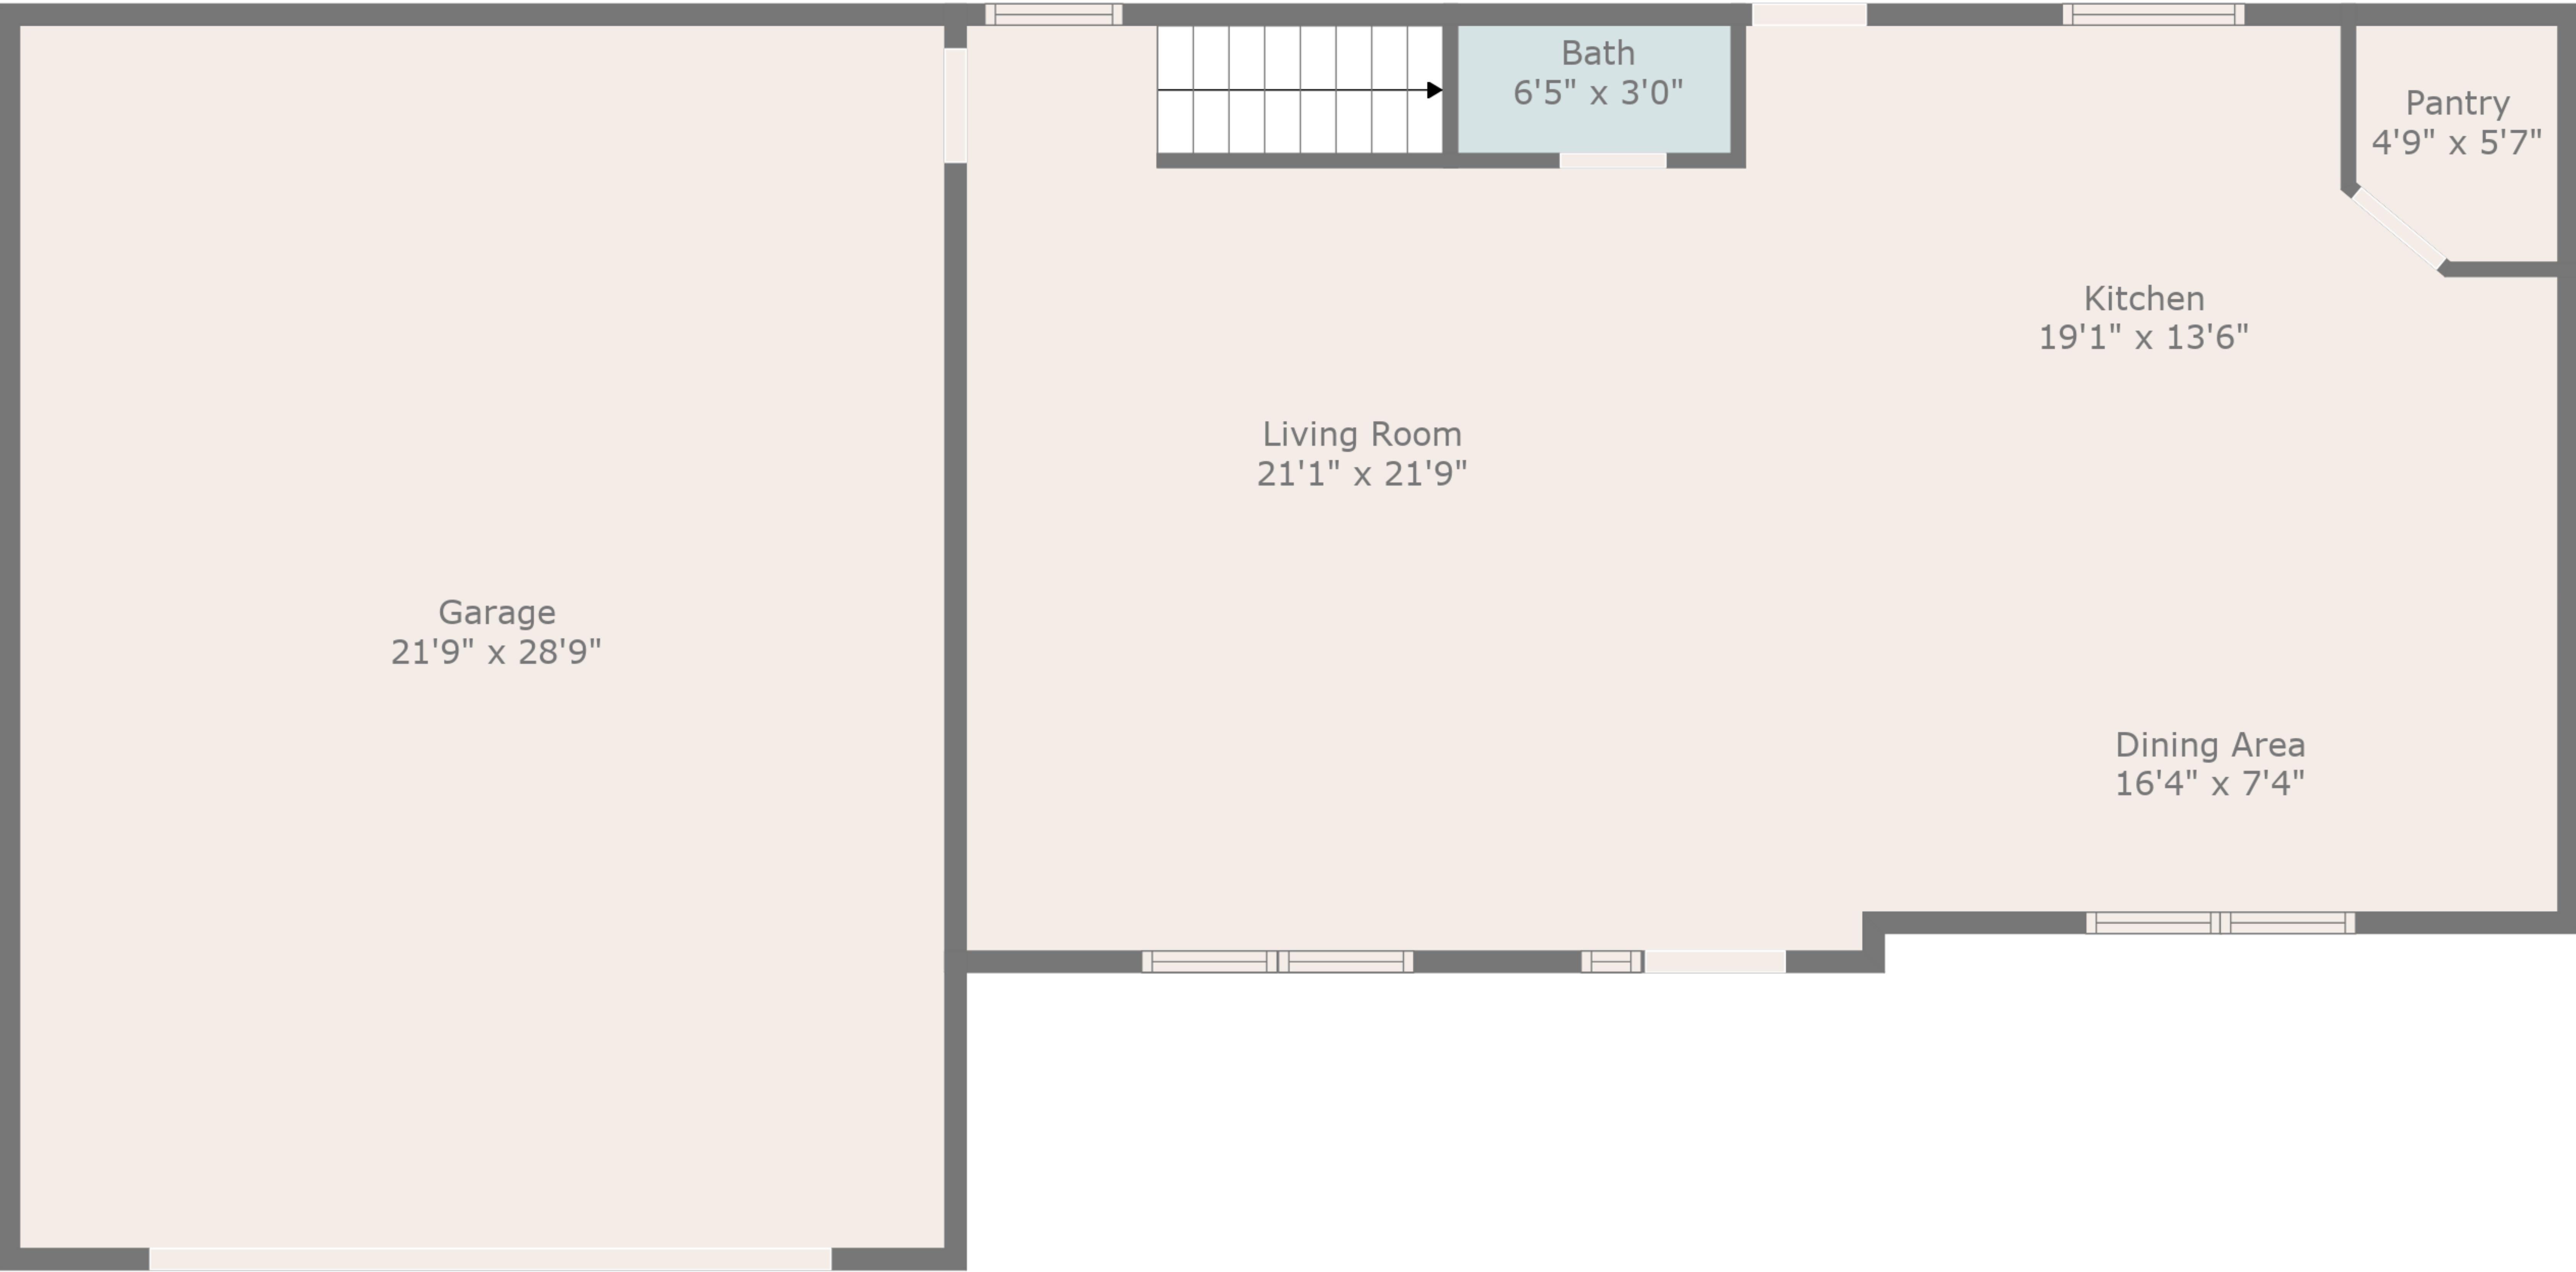 Bath
6'5" x 3'0"
Pantry
4'9" x 5'7"
Kitchen
19'1" x 13'6"
Living Room
21'1" x 21'9"
Garage
21'9" x 28'9"
Dining Area
16'4" x 7'4"